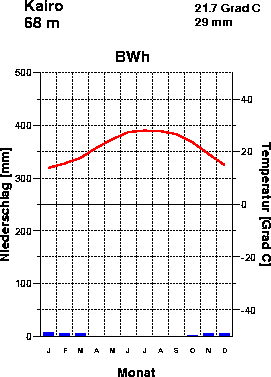 Kairo
68 m
21.7 Grad C
29 mm
BWh
500
400
300
200
100
0
Niederschlag [mm]
40
20
0
-20
-40
Temperatur [Grad C]
J F M A M J J A S O N D
Monat